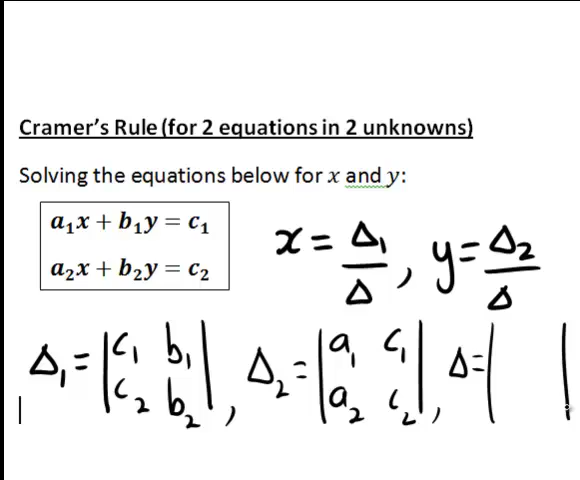 Cramer's Rule (for 2 equations in 2 unknowns)
Solving the equations below for x and y:
a₁x + b₁y = c₁
a₂x + b₂y = c₂
x = Δ₁/Δ , y = Δ₂/Δ
Δ₁ = |c₁ b₁| , Δ₂ = |a₁ c₁| , Δ = | |
|c₂ b₂| |a₂ c₂|